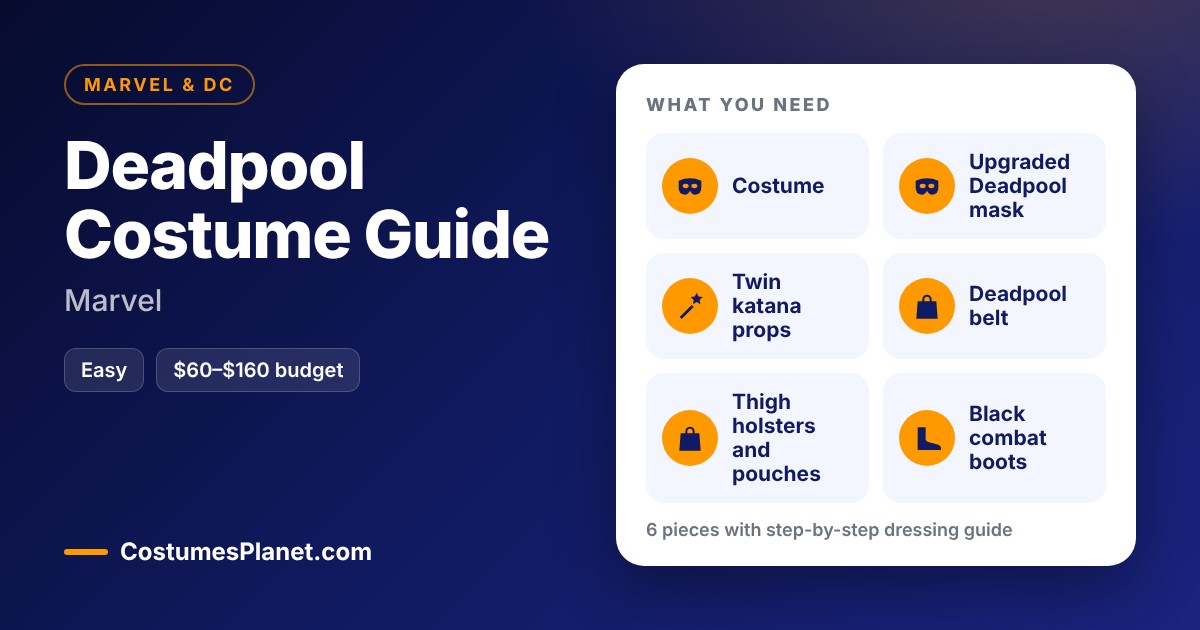 MARVEL & DC
Deadpool
Costume Guide
Marvel
Easy
$60–$160 budget
CostumesPlanet.com
WHAT YOU NEED
Costume
Upgraded
Deadpool
mask
Twin
katana
props
Deadpool
belt
Thigh
holsters
and
pouches
Black
combat
boots
6 pieces with step-by-step dressing guide